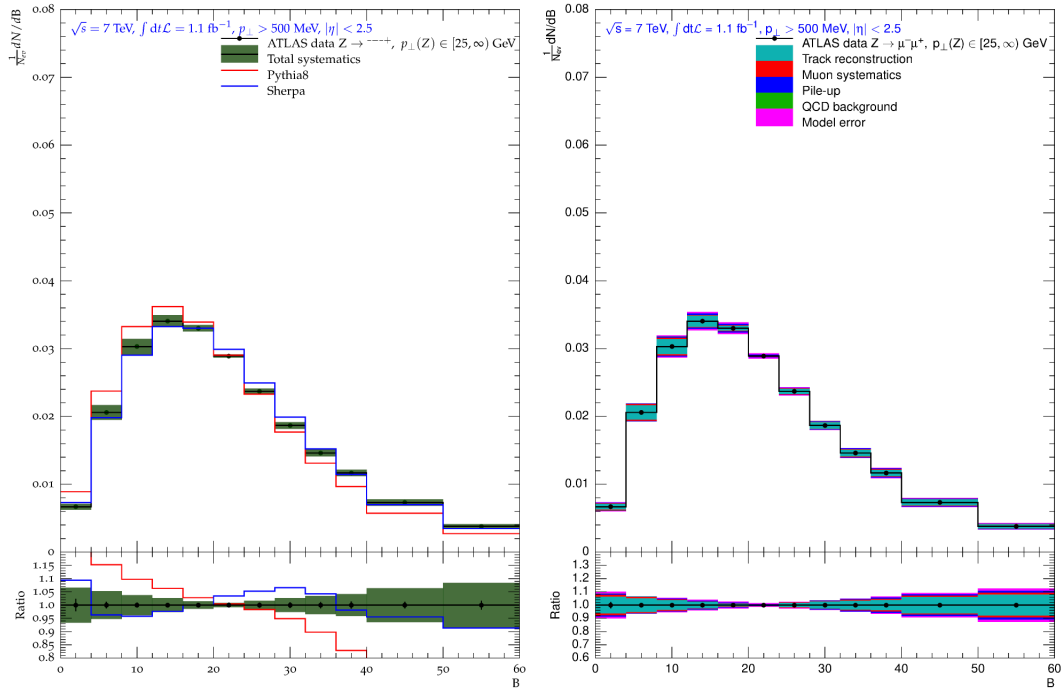 √s = 7 TeV, ∫ dtℒ = 1.1 fb⁻¹, p⊥ > 500 MeV, |η| < 2.5
1/Nev dN/dB
ATLAS data Z → ----+, p⊥(Z) ∈ [25, ∞) GeV
Total systematics
Pythia8
Sherpa
0.08
0.07
0.06
0.05
0.04
0.03
0.02
0.01
0
Ratio
1.15
1.1
1.05
1.0
0.95
0.9
0.85
0.8
0 10 20 30 40 50 60
B
√s = 7 TeV, ∫ dtℒ = 1.1 fb⁻¹, p⊥ > 500 MeV, |η| < 2.5
1/Nev dN/dB
ATLAS data Z → μ⁻μ⁺, p⊥(Z) ∈ [25, ∞) GeV
Track reconstruction
Muon systematics
Pile-up
QCD background
Model error
0.08
0.07
0.06
0.05
0.04
0.03
0.02
0.01
0
Ratio
1.3
1.2
1.1
1.0
0.9
0.8
0.7
0.6
0 10 20 30 40 50 60
B